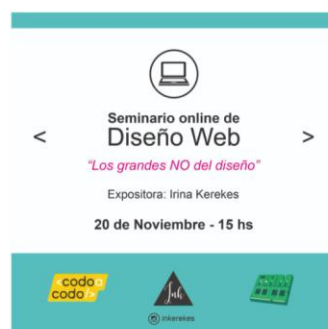 Seminario online de
< Diseño Web >
“Los grandes NO del diseño”
Expositora: Irina Kerekes
20 de Noviembre - 15 hs
<codo a
codo/>
inkerekes